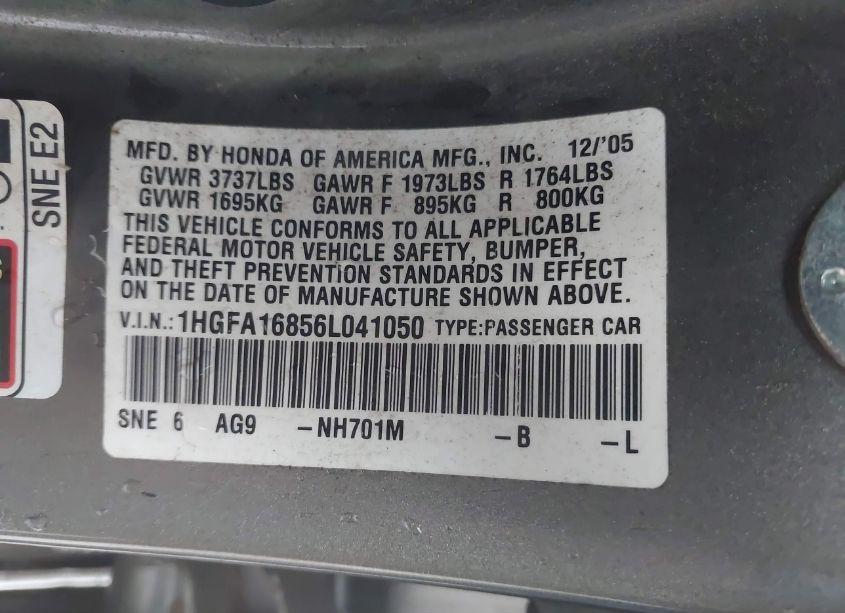 SNE E2
MFD. BY HONDA OF AMERICA MFG., INC. 12/'05
GVWR 3737LBS GAWR F 1973LBS R 1764LBS
GVWR 1695KG GAWR F 895KG R 800KG
THIS VEHICLE CONFORMS TO ALL APPLICABLE
FEDERAL MOTOR VEHICLE SAFETY, BUMPER,
AND THEFT PREVENTION STANDARDS IN EFFECT
ON THE DATE OF MANUFACTURE SHOWN ABOVE.
V.I.N.:1HGFA16856L041050 TYPE:PASSENGER CAR
SNE 6 AG9 -NH701M -B -L